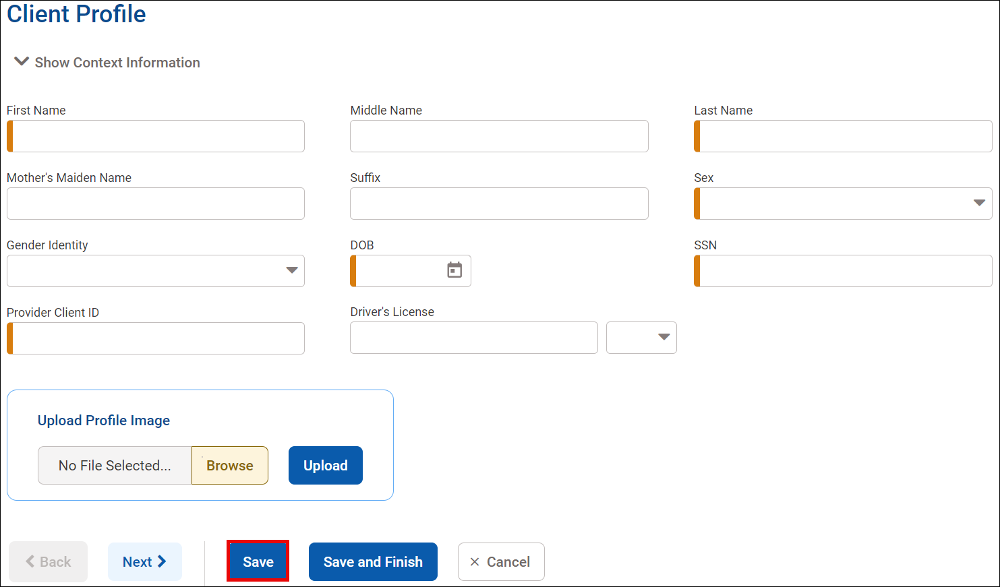 Client Profile
Show Context Information
First Name Middle Name Last Name
Mother's Maiden Name Suffix Sex
Gender Identity DOB SSN
Provider Client ID Driver's License
Upload Profile Image
No File Selected... Browse Upload
Back Next Save Save and Finish Cancel